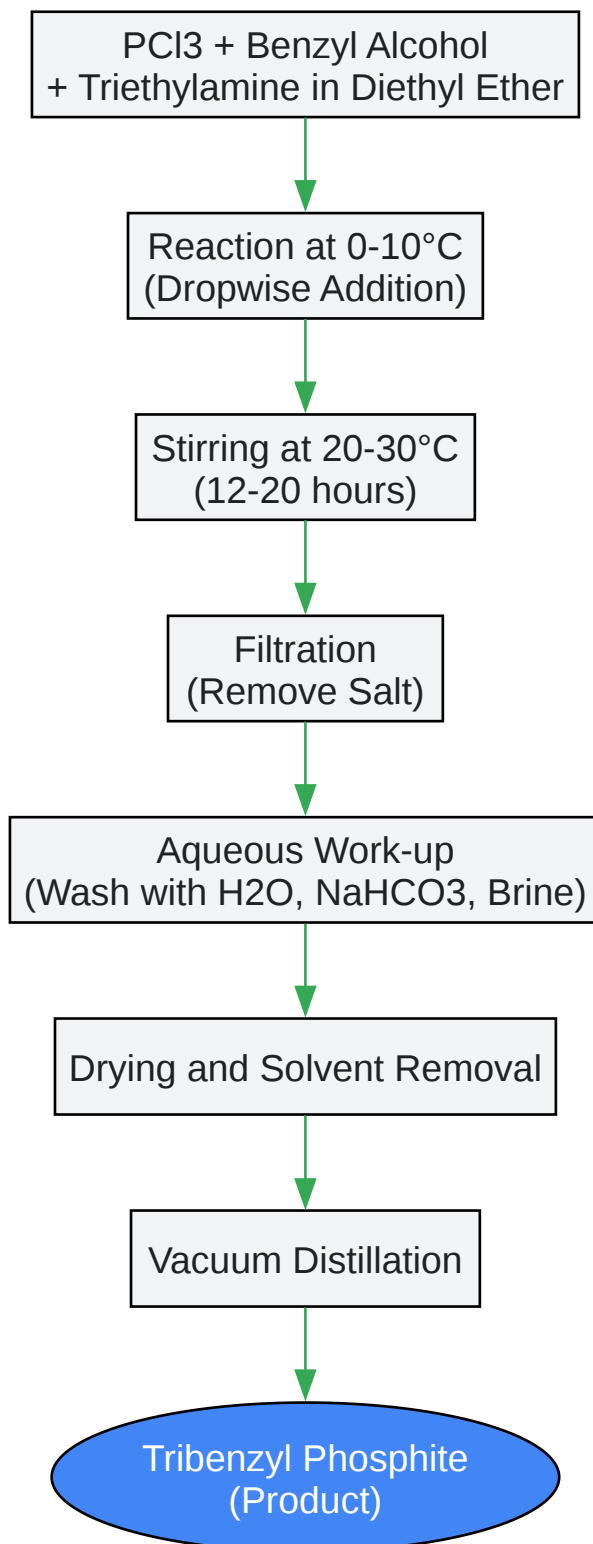 PCl3 + Benzyl Alcohol
+ Triethylamine in Diethyl Ether
Reaction at 0-10°C
(Dropwise Addition)
Stirring at 20-30°C
(12-20 hours)
Filtration
(Remove Salt)
Aqueous Work-up
(Wash with H2O, NaHCO3, Brine)
Drying and Solvent Removal
Vacuum Distillation
Tribenzyl Phosphite
(Product)